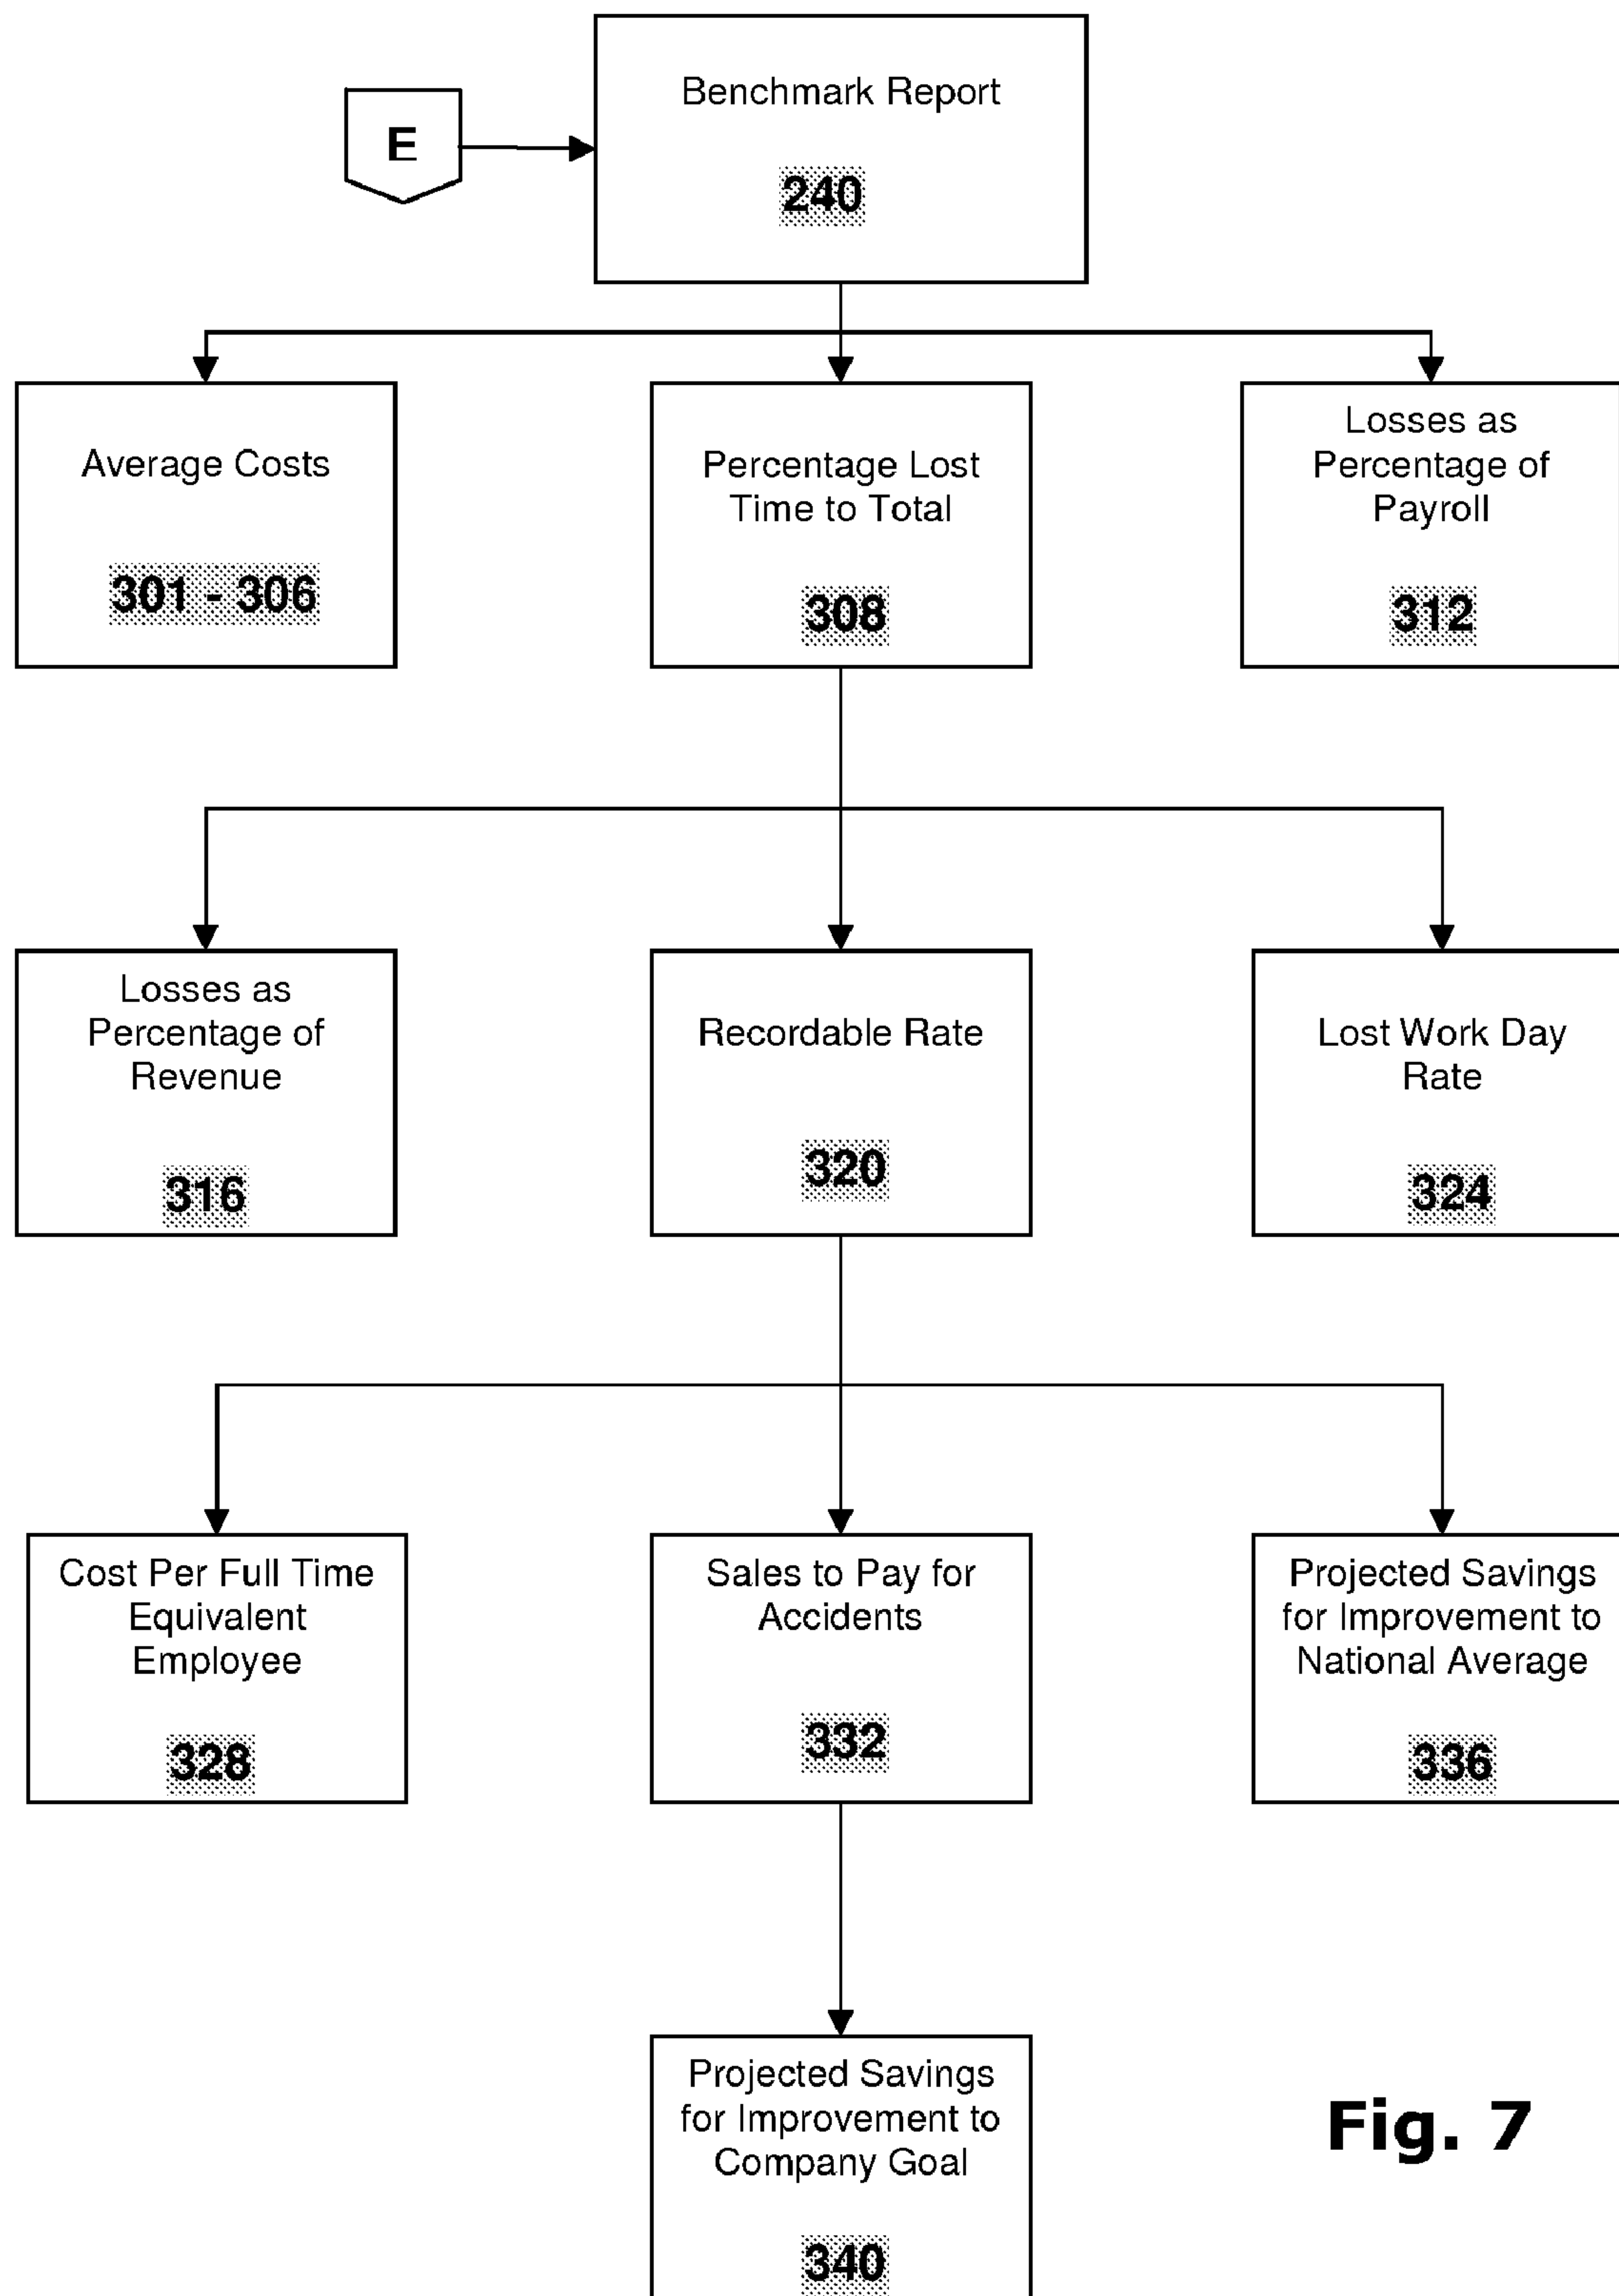 Benchmark Report
E
240
Average Costs
301 - 306
Percentage Lost
Time to Total
308
Losses as
Percentage of
Payroll
312
Losses as
Percentage of
Revenue
316
Recordable Rate
320
Lost Work Day
Rate
324
Cost Per Full Time
Equivalent
Employee
328
Sales to Pay for
Accidents
332
Projected Savings
for Improvement to
National Average
336
Projected Savings
for Improvement to
Company Goal
340
Fig. 7